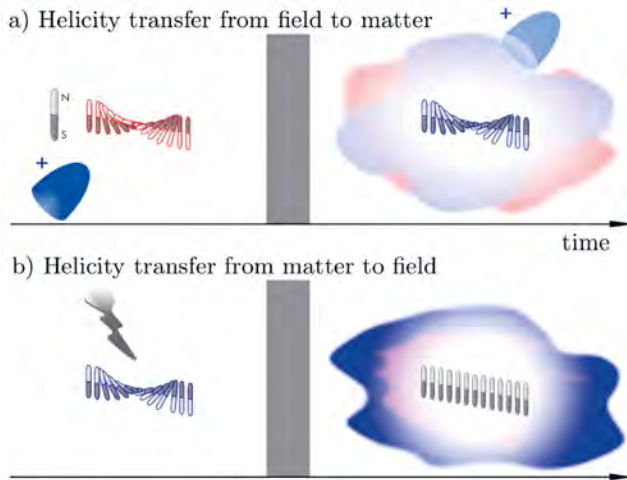 a) Helicity transfer from field to matter
+
N
S
+
time
b) Helicity transfer from matter to field